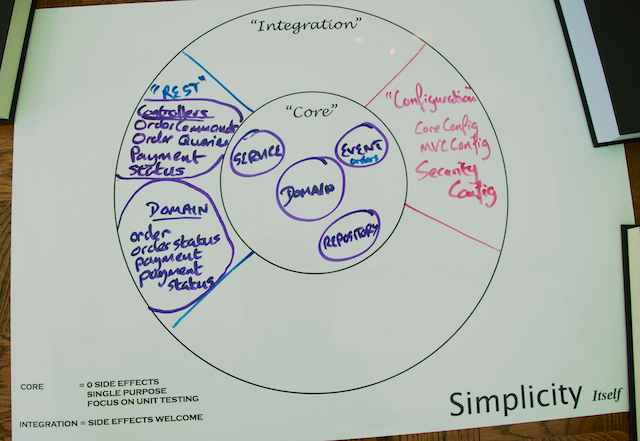 "Integration"
"REST"
Controllers
Order Commands
Order Queries
Payment
Status
DOMAIN
order
order status
payment
payment
status
"Core"
SERVICE
EVENT
orders
DOMAIN
REPOSITORY
"Configuration"
Core Config
MVC Config
Security
Config
CORE = 0 SIDE EFFECTS
SINGLE PURPOSE
FOCUS ON UNIT TESTING
INTEGRATION = SIDE EFFECTS WELCOME
Simplicity Itself